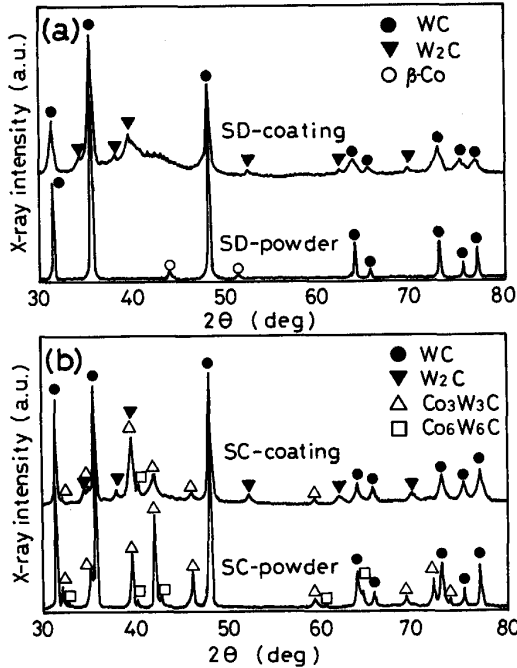 (a)
● WC
▼ W2C
○ β-Co
SD-coating
SD-powder
X-ray intensity (a.u.)
30 40 50 60 70 80
2θ (deg)
(b)
● WC
▼ W2C
△ Co3W3C
□ Co6W6C
SC-coating
SC-powder
X-ray intensity (a.u.)
30 40 50 60 70 80
2θ (deg)